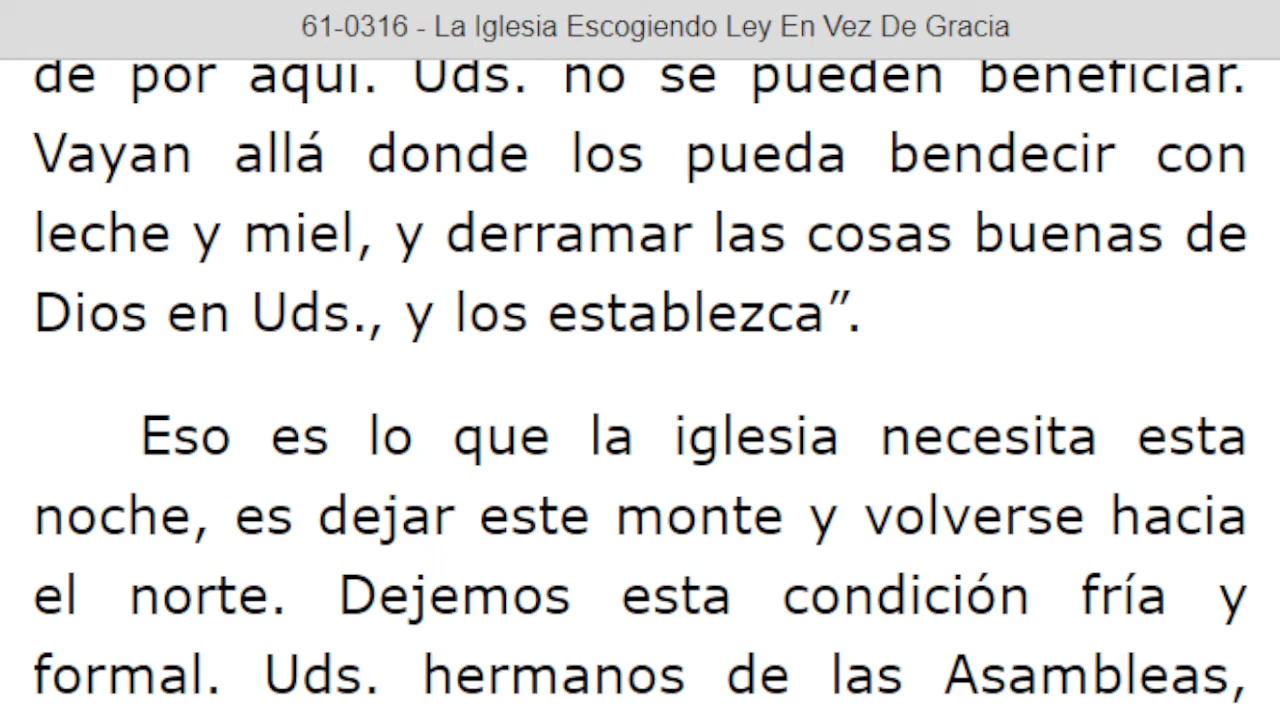 61-0316 - La Iglesia Escogiendo Ley En Vez De Gracia
de por aquí. Uds. no se pueden beneficiar.
Vayan allá donde los pueda bendecir con
leche y miel, y derramar las cosas buenas de
Dios en Uds., y los establezca”.
Eso es lo que la iglesia necesita esta
noche, es dejar este monte y volverse hacia
el norte. Dejemos esta condición fría y
formal. Uds. hermanos de las Asambleas,